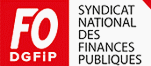 FO
DGFiP
SYNDICAT
NATIONAL
DES
FINANCES
PUBLIQUES